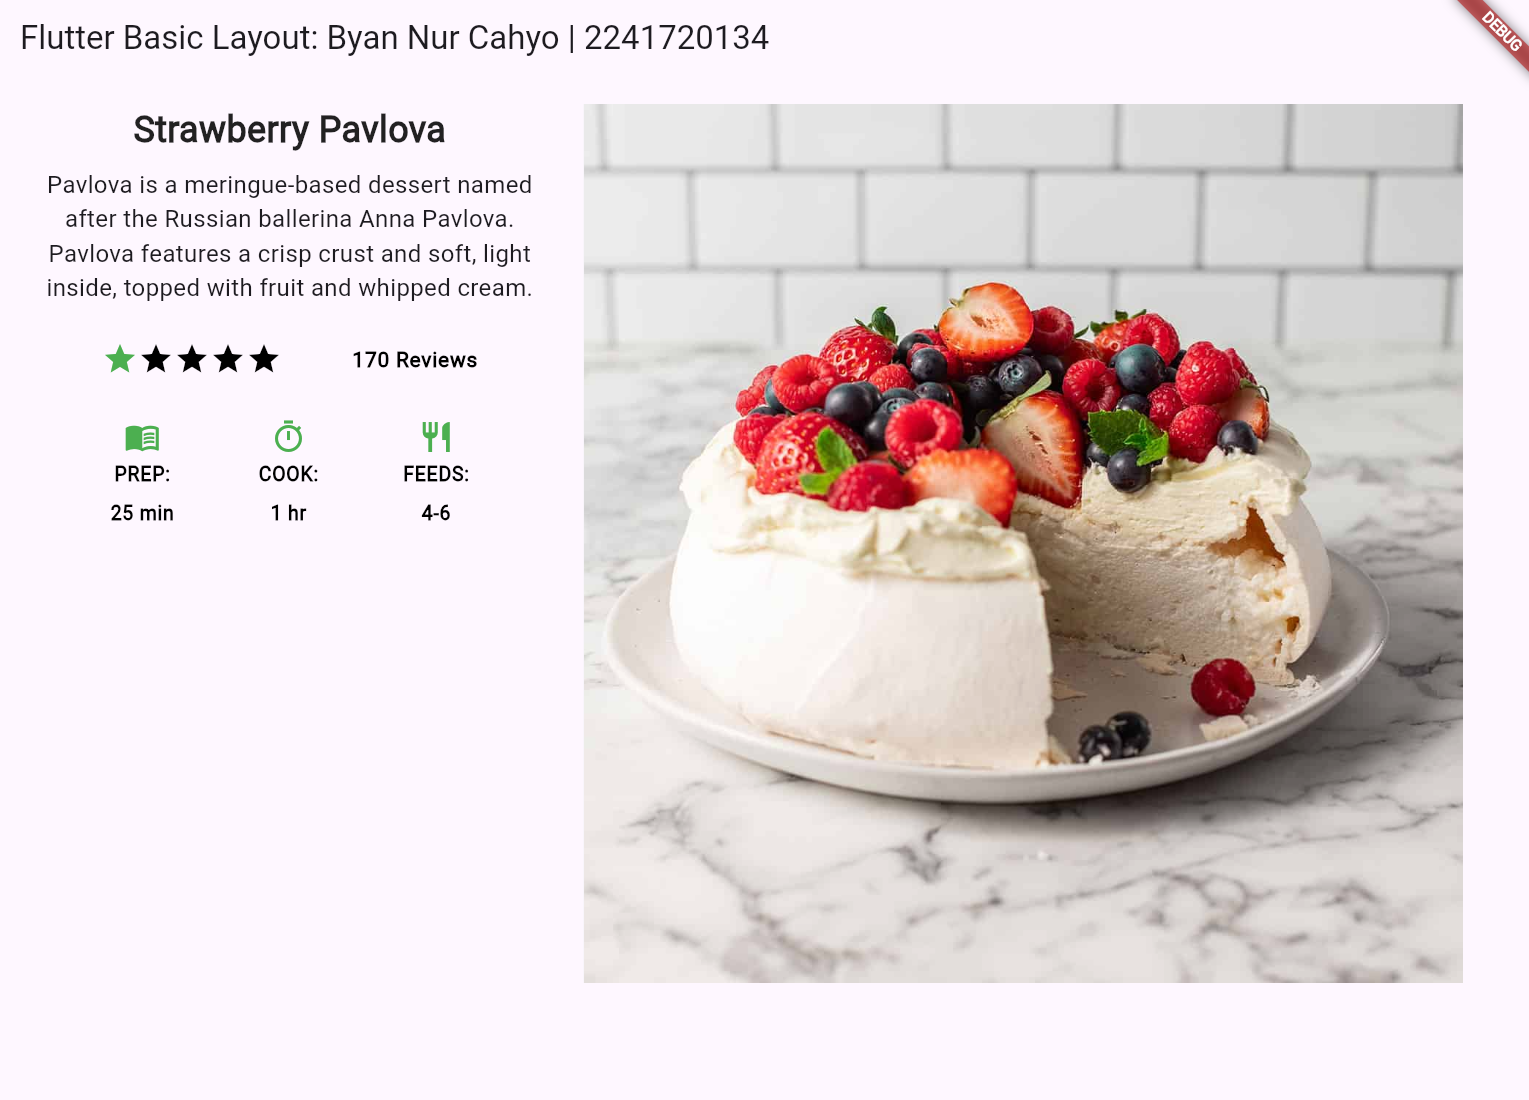 Flutter Basic Layout: Byan Nur Cahyo | 2241720134
DEBUG
Strawberry Pavlova
Pavlova is a meringue-based dessert named
after the Russian ballerina Anna Pavlova.
Pavlova features a crisp crust and soft, light
inside, topped with fruit and whipped cream.
170 Reviews
PREP:
25 min
COOK:
1 hr
FEEDS:
4-6